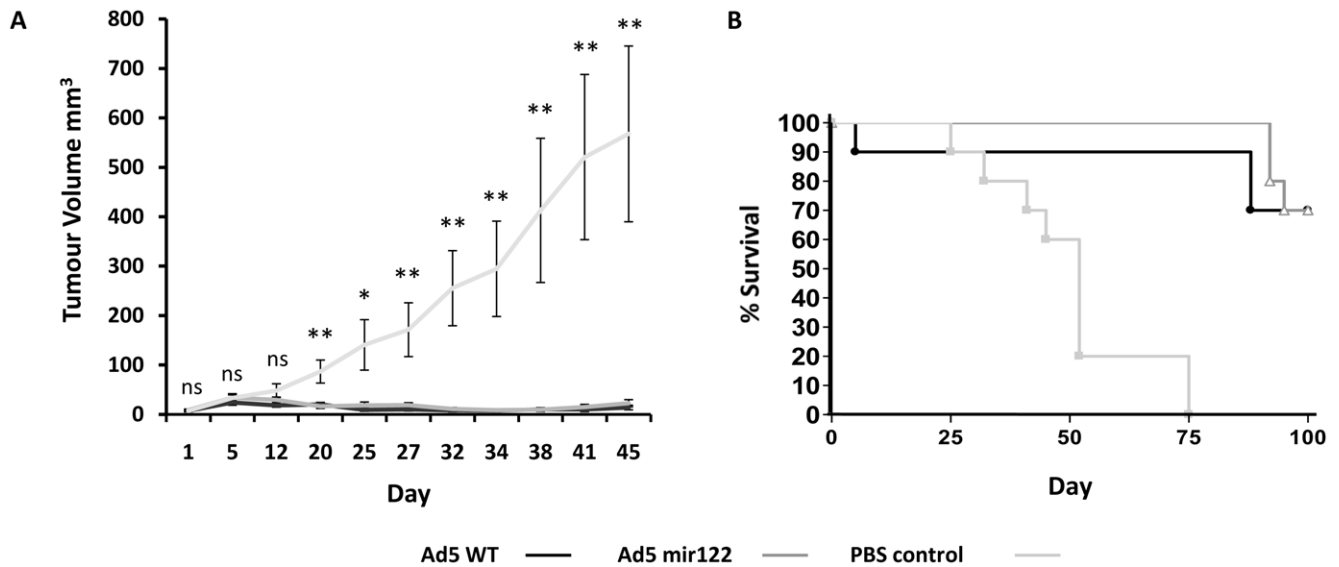 A
Tumour Volume mm³
800
700
600
500
400
300
200
100
0
ns
ns
ns
**
*
**
**
**
**
**
**
1 5 12 20 25 27 32 34 38 41 45
Day
B
% Survival
100
90
80
70
60
50
40
30
20
10
0
0 25 50 75 100
Day
Ad5 WT Ad5 mir122 PBS control